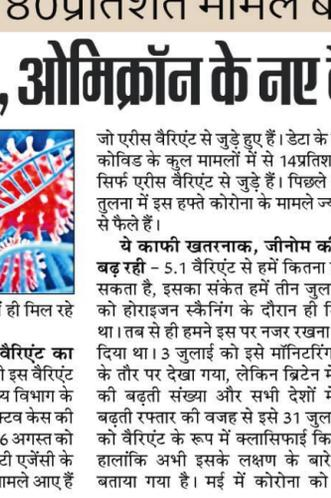 80प्रतिशत मामले
, ओमिक्रॉन के नए
जो एरीस वैरिएंट से जुड़े हुए हैं। डेटा के
कोविड के कुल मामलों में से 14प्रतिश
सिर्फ एरीस वैरिएंट से जुड़े हैं। पिछले
तुलना में इस हफ्ते कोरोना के मामले ज्
से फैले हैं।
ये काफी खतरनाक, जीनोम की
बढ़ रही – 5.1 वैरिएंट से हमें कितना
सकता है, इसका संकेत हमें तीन जुला
को होराइजन स्कैनिंग के दौरान ही
था। तब से ही हमने इस पर नजर रखना
दिया था। 3 जुलाई को इसे मॉनिटरिंग
के तौर पर देखा गया, लेकिन ब्रिटेन में
की बढ़ती संख्या और सभी देशों में
बढ़ती रफ्तार की वजह से इसे 31 जुला
को वैरिएंट के रूप में क्लासिफाई कि
हालांकि अभी इसके लक्षण के बारे
बताया गया है। मई में कोरोना को
ही मिल रहे
वैरिएंट का
इस वैरिएंट
य विभाग के
क्टिव केस की
6 अगस्त को
टी एजेंसी के
मामले आए हैं